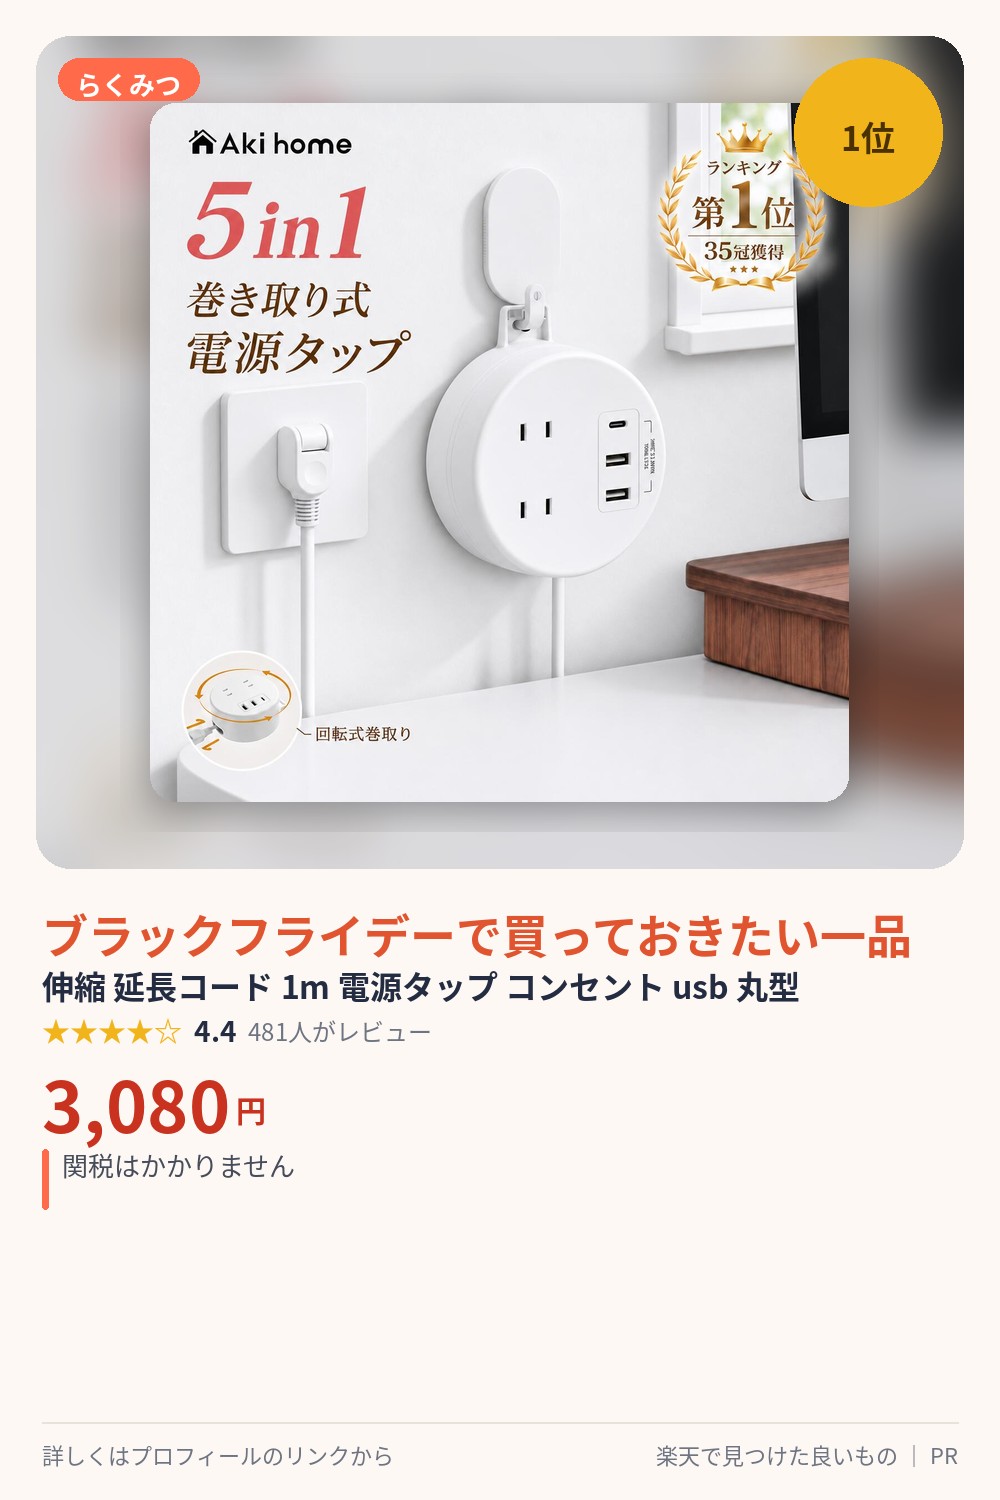 らくみつ
1位
Aki home
5in1
巻き取り式
電源タップ
ランキング
第1位
35冠獲得
回転式巻取り
ブラックフライデーで買っておきたい一品
伸縮 延長コード 1m 電源タップ コンセント usb 丸型
★★★★☆ 4.4 481人がレビュー
3,080円
関税はかかりません
詳しくはプロフィールのリンクから
楽天で見つけた良いもの | PR